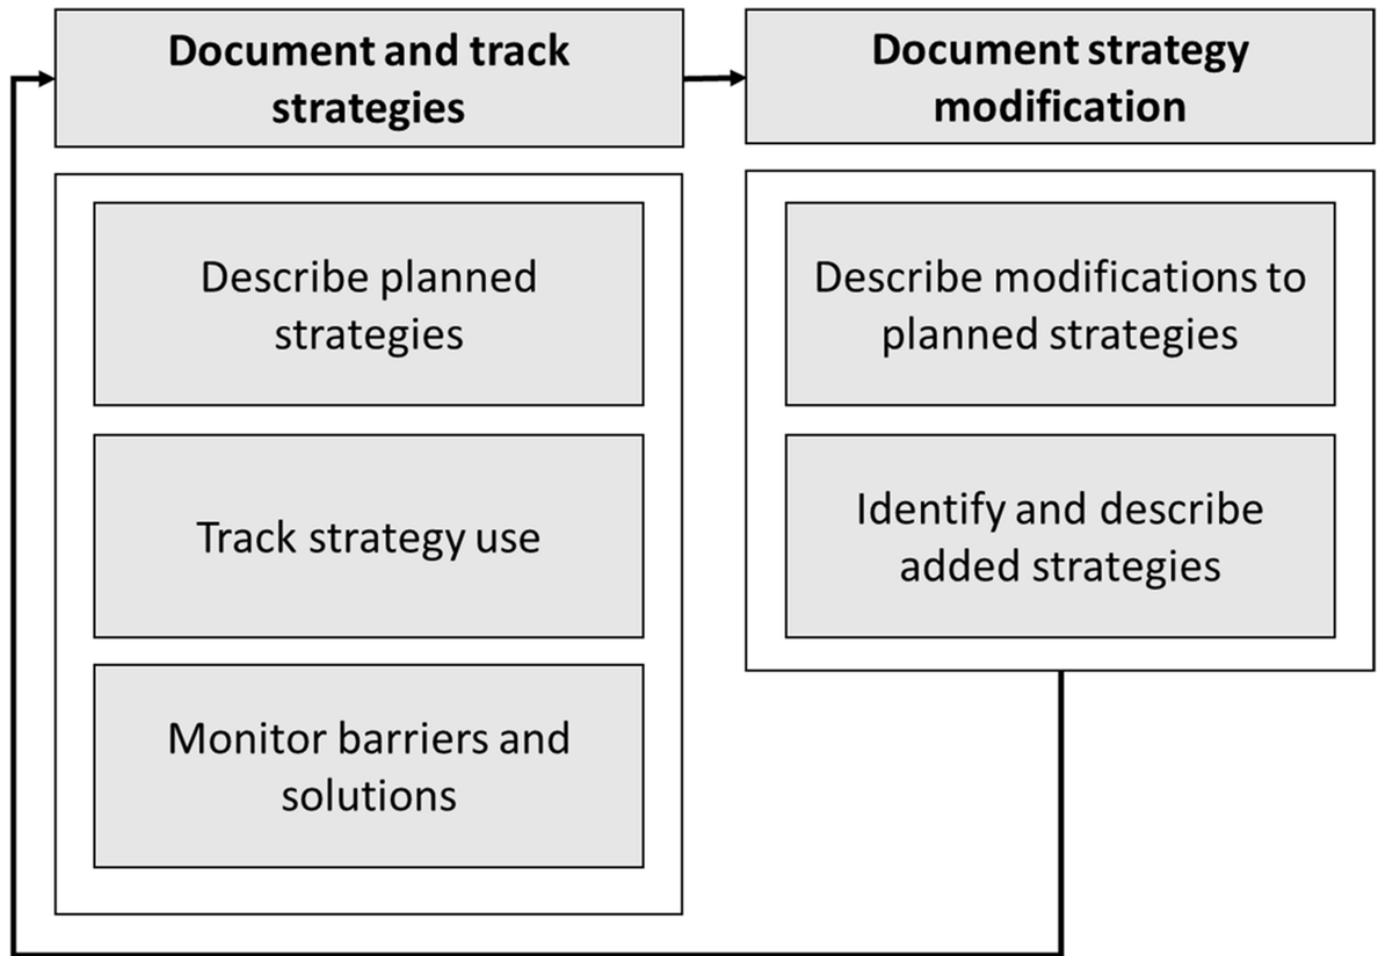 Document and track
strategies
Document strategy
modification
Describe planned
strategies
Track strategy use
Monitor barriers and
solutions
Describe modifications to
planned strategies
Identify and describe
added strategies